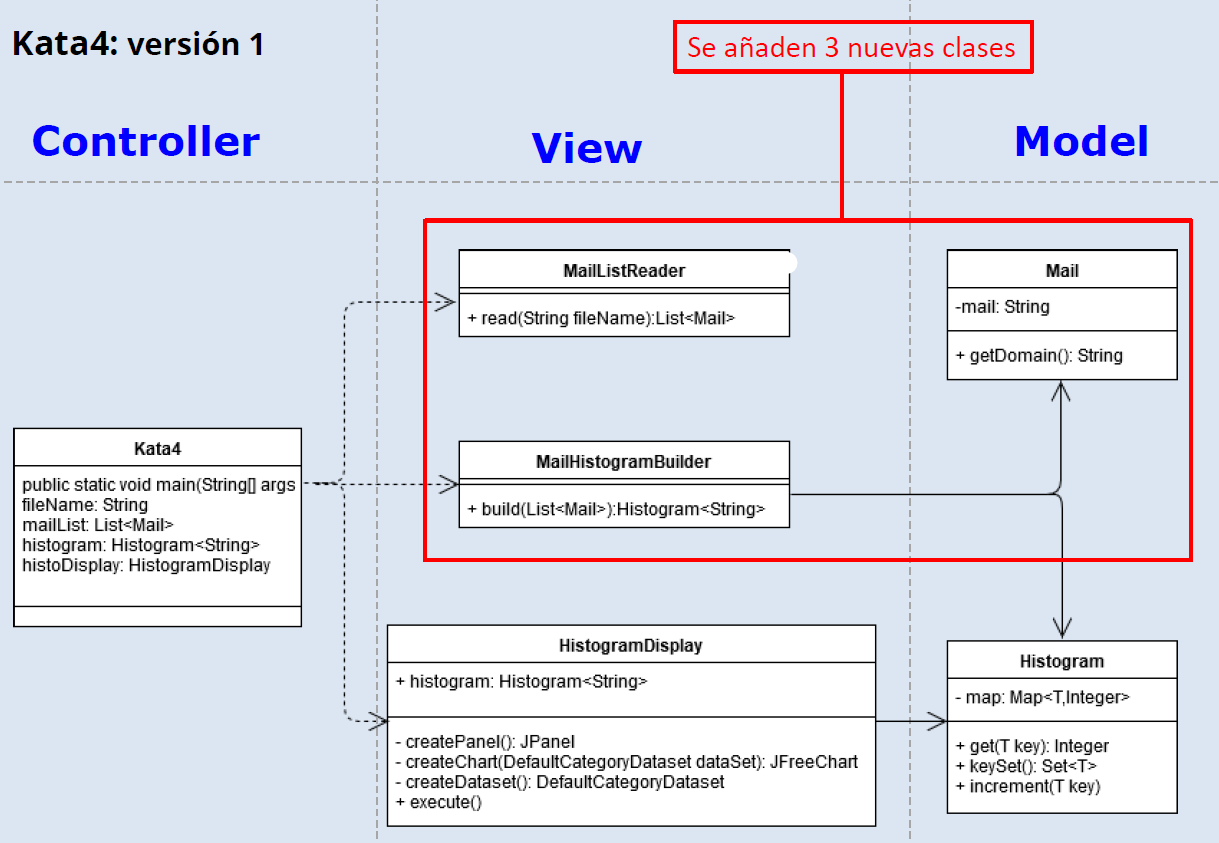 Kata4: versión 1
Se añaden 3 nuevas clases
Controller
View
Model
MailListReader
+ read(String fileName):List<Mail>
Mail
-mail: String
+ getDomain(): String
Kata4
public static void main(String[] args
fileName: String
mailList: List<Mail>
histogram: Histogram<String>
histoDisplay: HistogramDisplay
MailHistogramBuilder
+ build(List<Mail>):Histogram<String>
HistogramDisplay
+ histogram: Histogram<String>
- createPanel(): JPanel
- createChart(DefaultCategoryDataset dataSet): JFreeChart
- createDataset(): DefaultCategoryDataset
+ execute()
Histogram
- map: Map<T,Integer>
+ get(T key): Integer
+ keySet(): Set<T>
+ increment(T key)